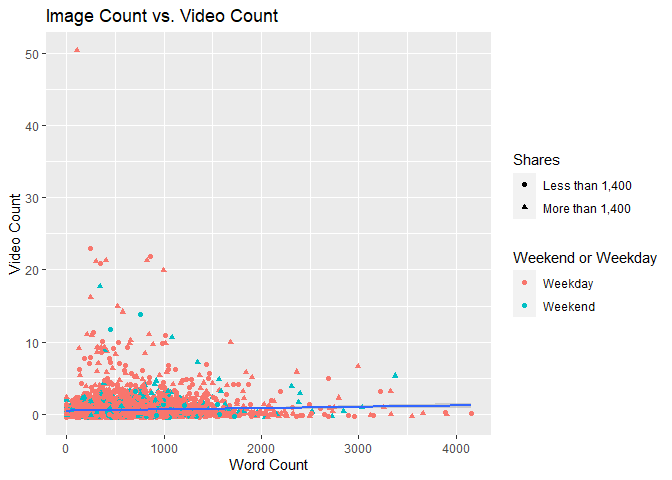 Image Count vs. Video Count
50
40
30
20
10
0
Video Count
0
1000
2000
3000
4000
Word Count
Shares
Less than 1,400
More than 1,400
Weekend or Weekday
Weekday
Weekend